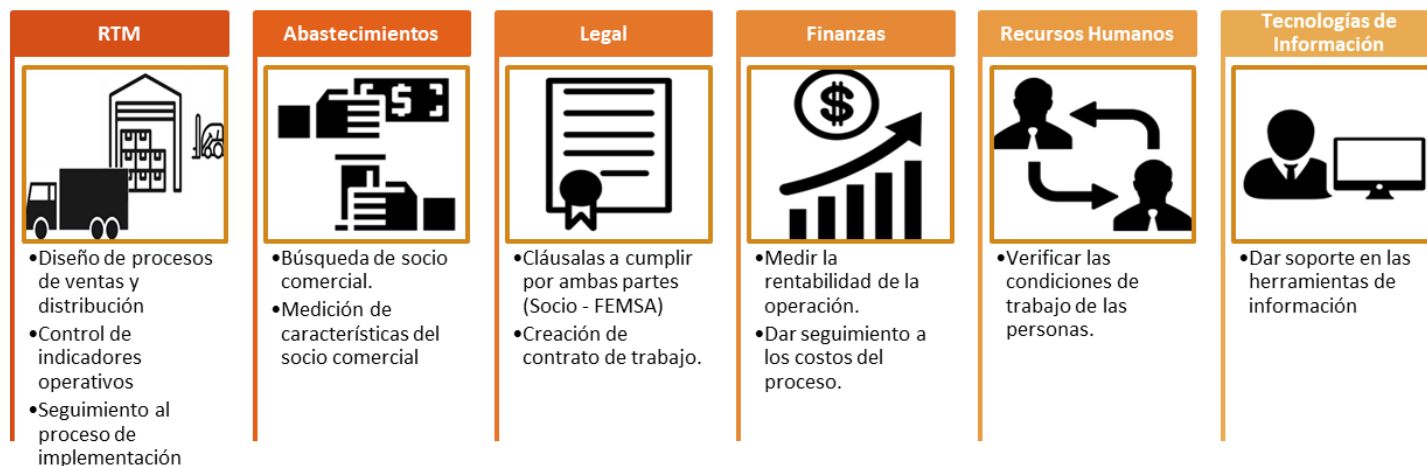 RTM
•Diseño de procesos
de ventas y
distribución
•Control de
indicadores
operativos
•Seguimiento al
proceso de
implementación
Abastecimientos
$
•Búsqueda de socio
comercial.
•Medición de
características del
socio comercial
Legal
•Cláusalas a cumplir
por ambas partes
(Socio - FEMSA)
•Creación de
contrato de trabajo.
Finanzas
$
•Medir la
rentabilidad de la
operación.
•Dar seguimiento a
los costos del
proceso.
Recursos Humanos
•Verificar las
condiciones de
trabajo de las
personas.
Tecnologías de
Información
•Dar soporte en las
herramientas de
información